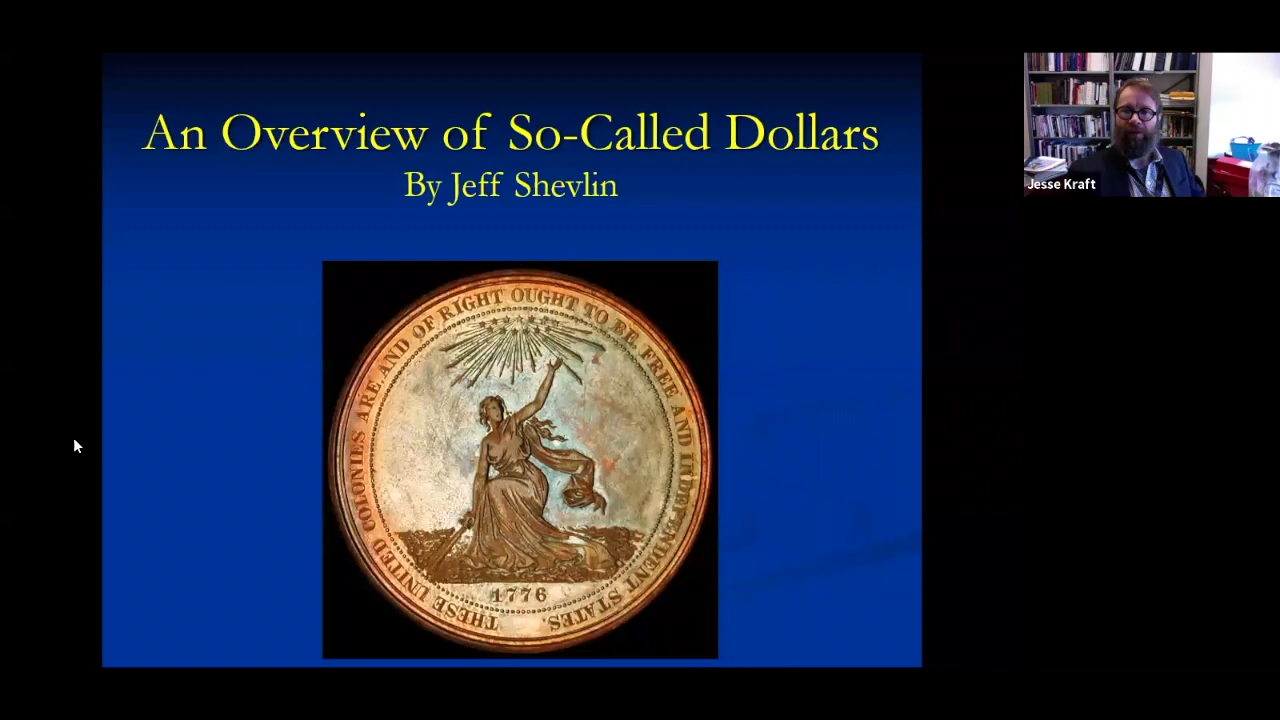 An Overview of So-Called Dollars
By Jeff Shevlin
THESE UNITED COLONIES ARE AND OF RIGHT OUGHT TO BE FREE AND INDEPENDENT STATES.
1776
Jesse Kraft